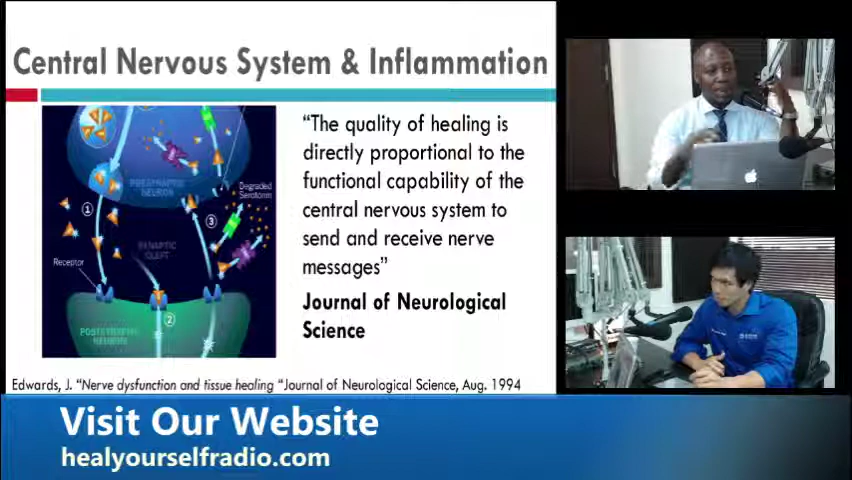 Central Nervous System & Inflammation
"The quality of healing is
directly proportional to the
functional capability of the
central nervous system to
send and receive nerve
messages"
Journal of Neurological
Science
PRESYNAPTIC
NEURON
Degraded
Serotonin
1
3
SYNAPTIC
CLEFT
Receptor
2
POSTSYNAPTIC
NEURON
Edwards, J. "Nerve dysfunction and tissue healing "Journal of Neurological Science, Aug. 1994
Visit Our Website
healyourselfradio.com